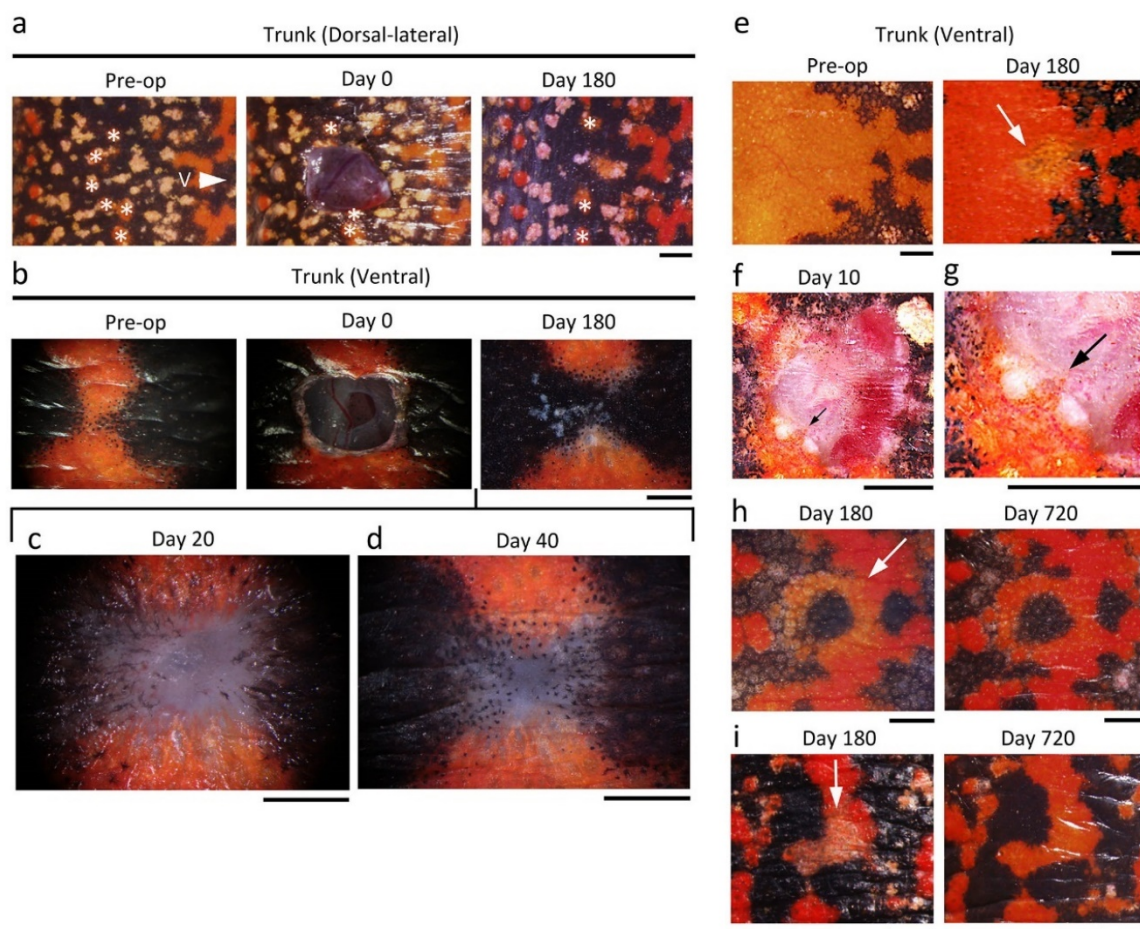 a
Trunk (Dorsal-lateral)
Pre-op
Day 0
Day 180
* * * * * *
V
* * *
* * *
b
Trunk (Ventral)
Pre-op
Day 0
Day 180
c
Day 20
d
Day 40
e
Trunk (Ventral)
Pre-op
Day 180
f
Day 10
g
h
Day 180
Day 720
i
Day 180
Day 720